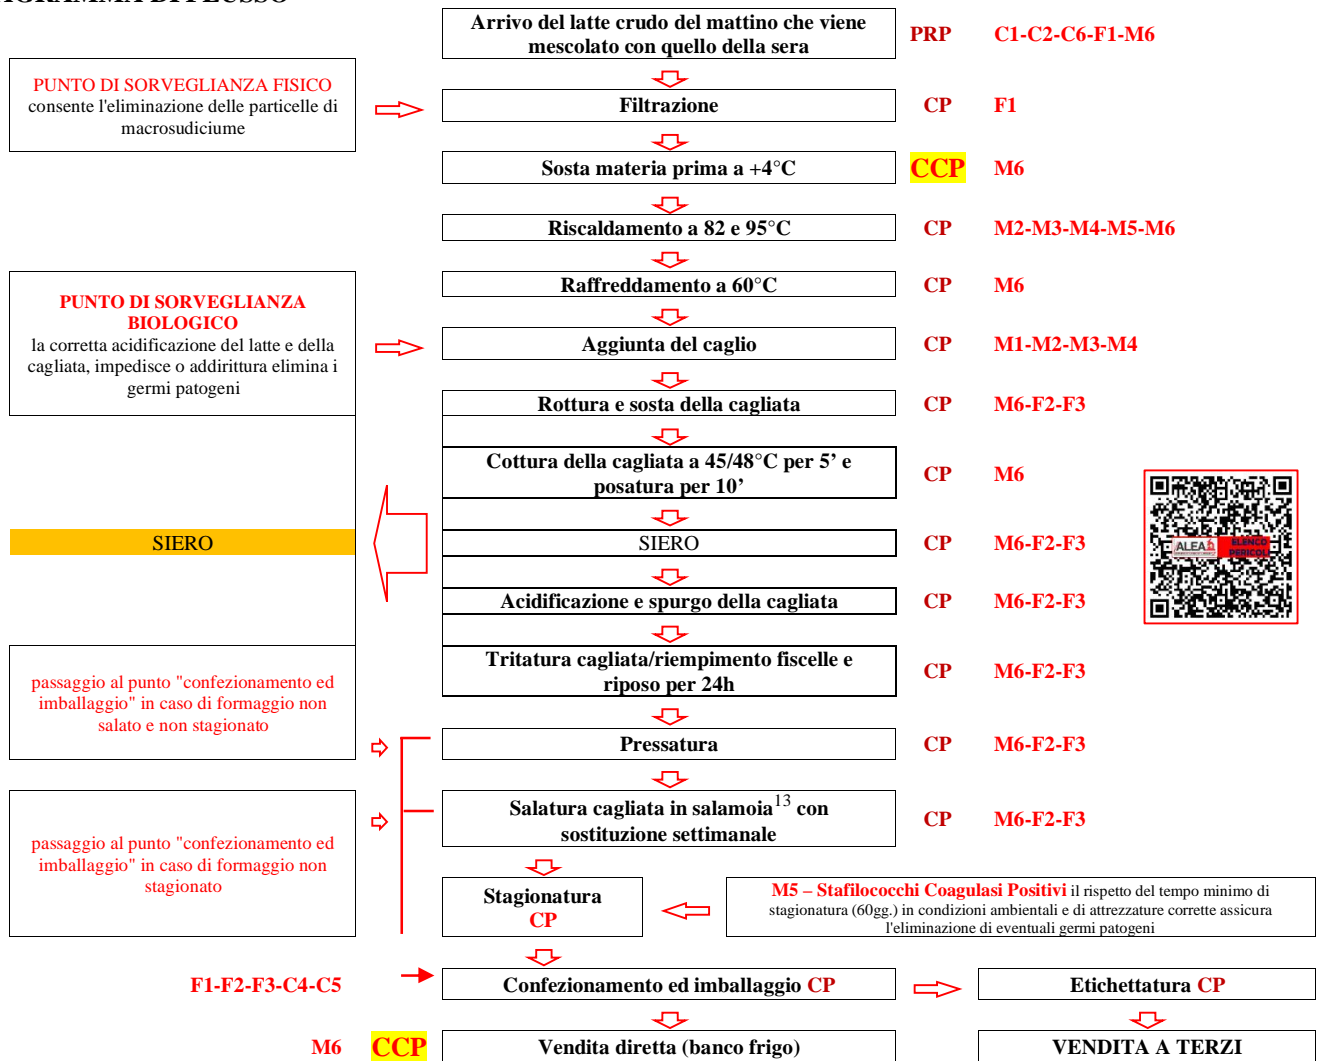 AGRAMMA DI FLUSSO
Arrivo del latte crudo del mattino che viene
mescolato con quello della sera
PRP
C1-C2-C6-F1-M6
PUNTO DI SORVEGLIANZA FISICO
consente l'eliminazione delle particelle di
macrosudiciume
Filtrazione
CP
F1
Sosta materia prima a +4°C
CCP
M6
Riscaldamento a 82 e 95°C
CP
M2-M3-M4-M5-M6
Raffreddamento a 60°C
CP
M6
PUNTO DI SORVEGLIANZA
BIOLOGICO
la corretta acidificazione del latte e della
cagliata, impedisce o addirittura elimina i
germi patogeni
Aggiunta del caglio
CP
M1-M2-M3-M4
Rottura e sosta della cagliata
CP
M6-F2-F3
Cottura della cagliata a 45/48°C per 5’ e
posatura per 10’
CP
M6
ALEA
ELENCO
PERICOLI
SIERO
SIERO
CP
M6-F2-F3
Acidificazione e spurgo della cagliata
CP
M6-F2-F3
Tritatura cagliata/riempimento fiscelle e
riposo per 24h
CP
M6-F2-F3
passaggio al punto "confezionamento ed
imballaggio" in caso di formaggio non
salato e non stagionato
Pressatura
CP
M6-F2-F3
Salatura cagliata in salamoia13 con
sostituzione settimanale
CP
M6-F2-F3
passaggio al punto "confezionamento ed
imballaggio" in caso di formaggio non
stagionato
Stagionatura
CP
M5 – Stafilococchi Coagulasi Positivi il rispetto del tempo minimo di
stagionatura (60gg.) in condizioni ambientali e di attrezzature corrette assicura
l'eliminazione di eventuali germi patogeni
F1-F2-F3-C4-C5
Confezionamento ed imballaggio CP
Etichettatura CP
M6
CCP
Vendita diretta (banco frigo)
VENDITA A TERZI